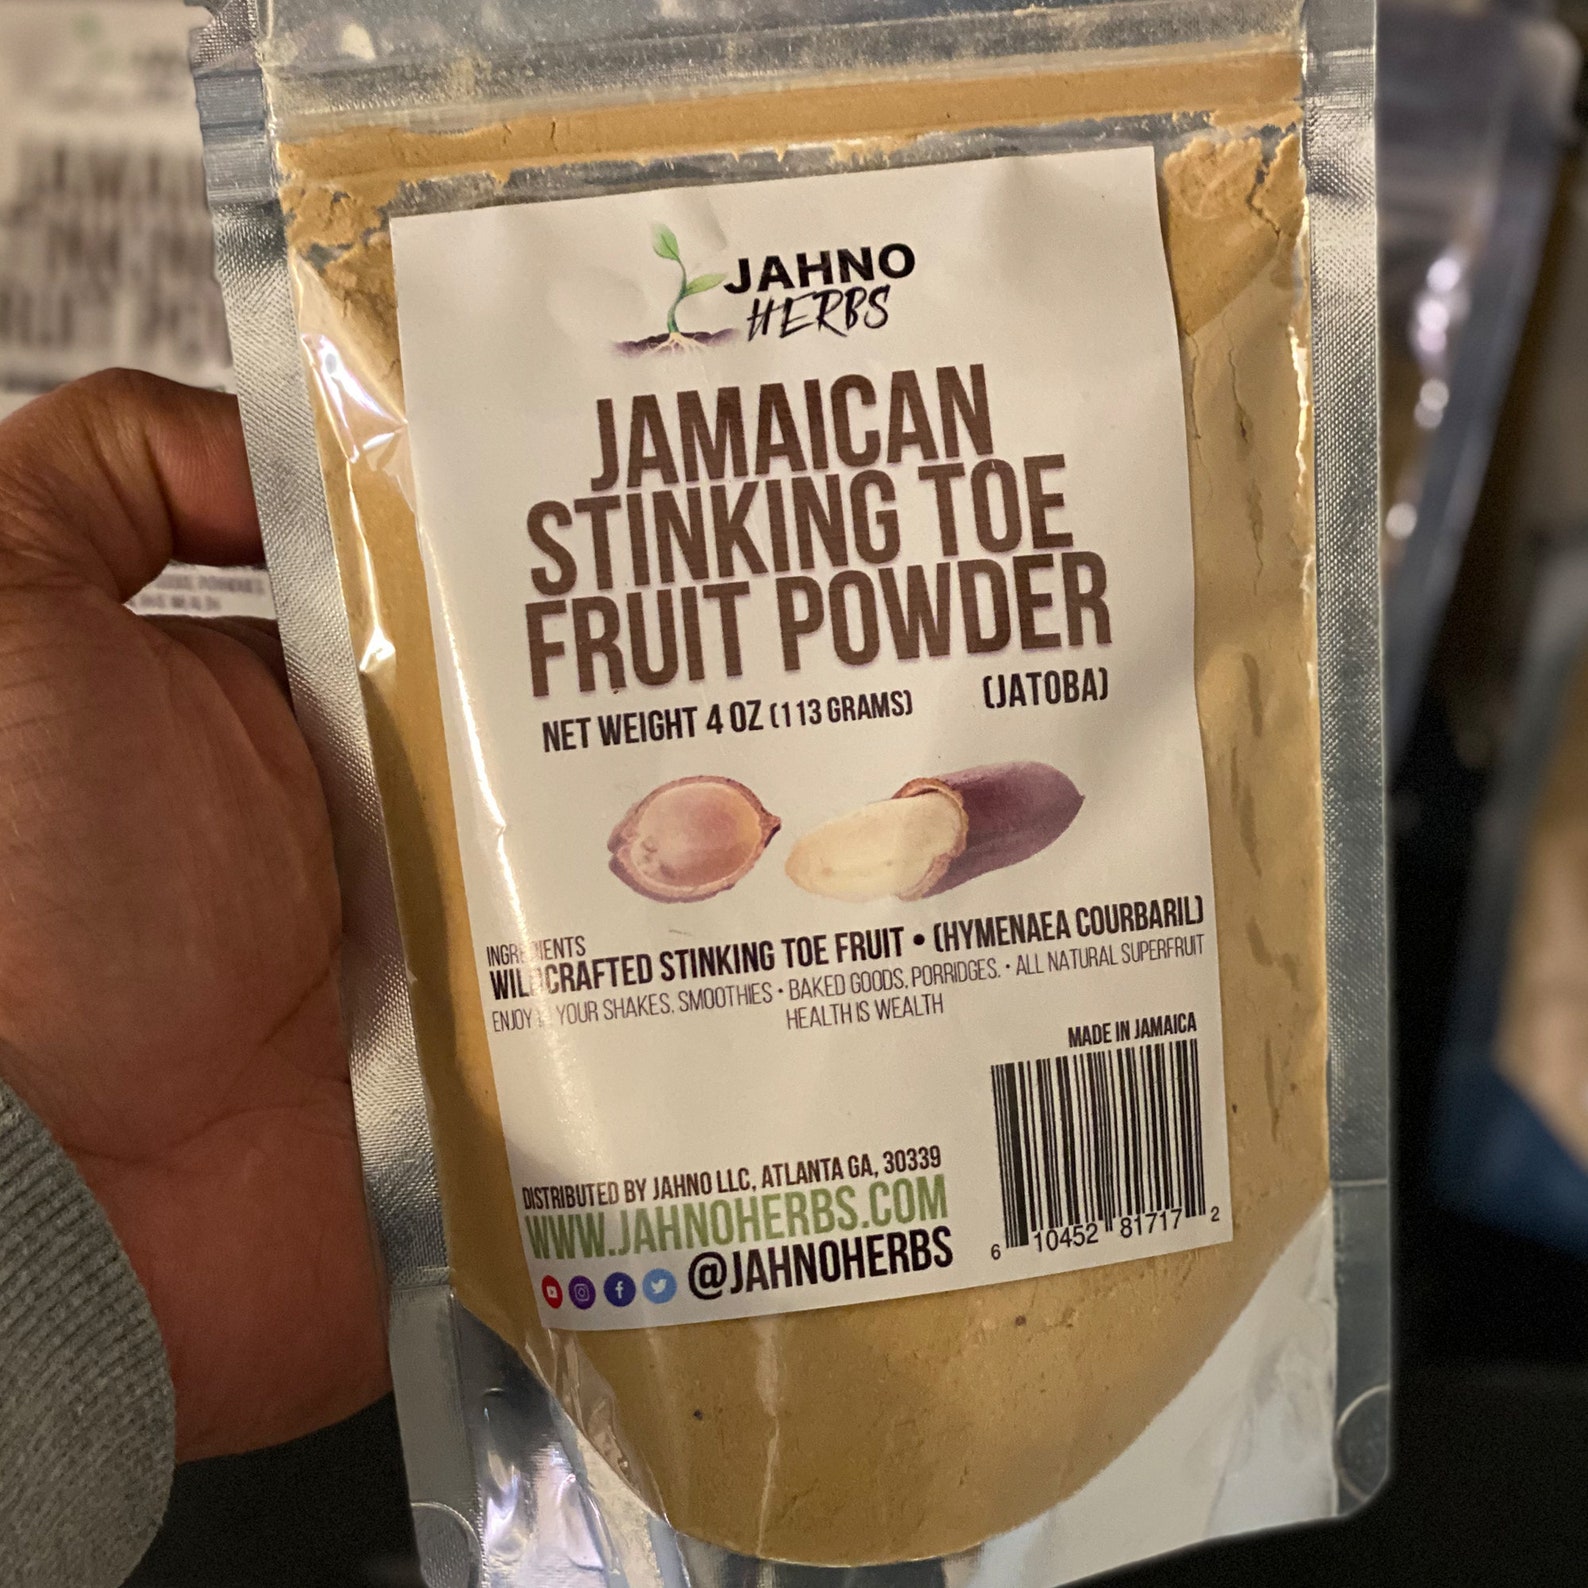 JAHNO
HERBS
JAMAICAN
STINKING TOE
FRUIT POWDER
NET WEIGHT 4 OZ (113 GRAMS)
(JATOBA)
INGREDIENTS
WILDCRAFTED STINKING TOE FRUIT • (HYMENAEA COURBARIL)
ENJOY YOUR SHAKES, SMOOTHIES • BAKED GOODS, PORRIDGES. • ALL NATURAL SUPERFRUIT
HEALTH IS WEALTH
MADE IN JAMAICA
DISTRIBUTED BY JAHNO LLC, ATLANTA GA, 30339
WWW.JAHNOHERBS.COM
@JAHNOHERBS
6 10452 81717 2